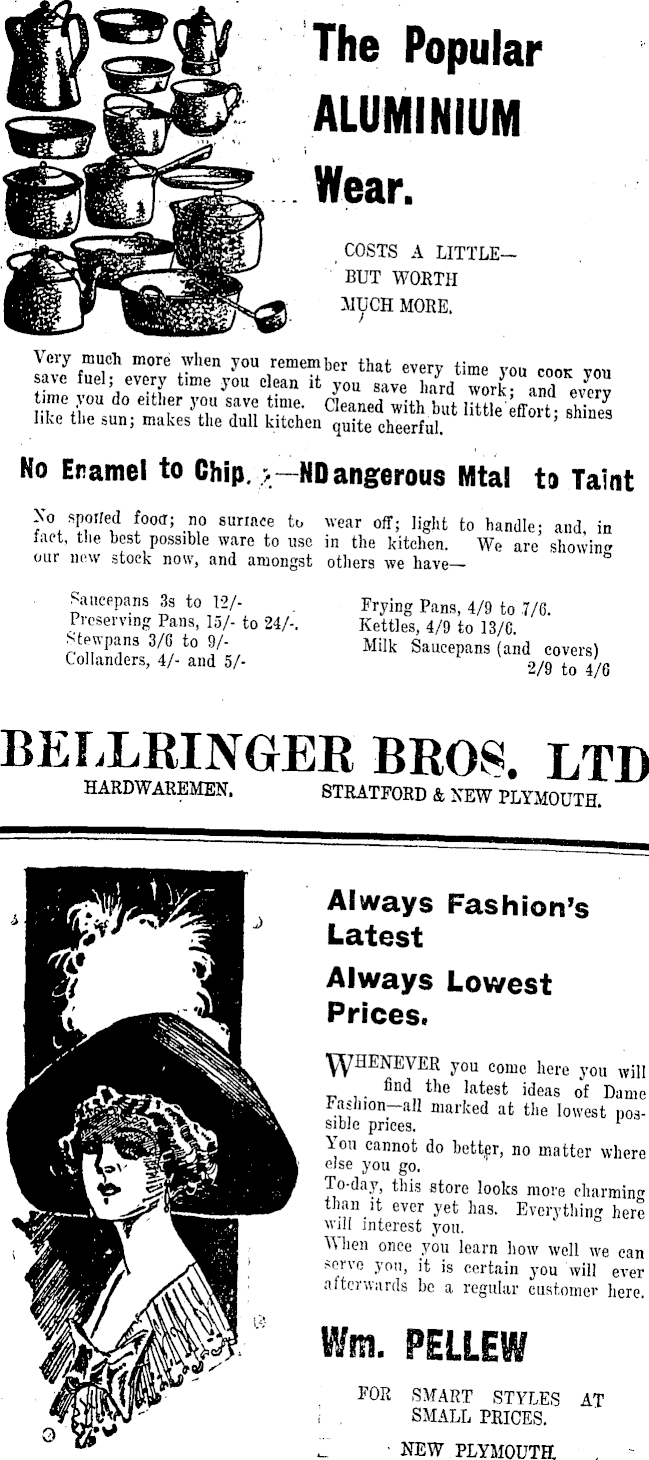 The Popular
ALUMINIUM
Wear.
COSTS A LITTLE—
BUT WORTH
MUCH MORE.
Very much more when you remember that every time you cook you
save fuel; every time you clean it you save hard work; and every
time you do either you save time. Cleaned with but little effort; shines
like the sun; makes the dull kitchen quite cheerful.
No Enamel to Chip. —NDangerous Mtal to Taint
No spoiled food; no surface to wear off; light to handle; and, in
fact, the best possible ware to use in the kitchen. We are showing
our new stock now, and amongst others we have—
Saucepans 3s to 12/-
Preserving Pans, 15/- to 24/-.
Stewpans 3/6 to 9/-
Collanders, 4/- and 5/-
Frying Pans, 4/9 to 7/6.
Kettles, 4/9 to 13/6.
Milk Saucepans (and covers)
2/9 to 4/6
BELLRINGER BROS. LTD
HARDWAREMEN. STRATFORD & NEW PLYMOUTH.
Always Fashion's
Latest
Always Lowest
Prices.
WHENEVER you come here you will
find the latest ideas of Dame
Fashion—all marked at the lowest pos-
sible prices.
You cannot do better, no matter where
else you go.
To-day, this store looks more charming
than it ever yet has. Everything here
will interest you.
When once you learn how well we can
serve you, it is certain you will ever
afterwards be a regular customer here.
Wm. PELLEW
FOR SMART STYLES AT
SMALL PRICES.
NEW PLYMOUTH.